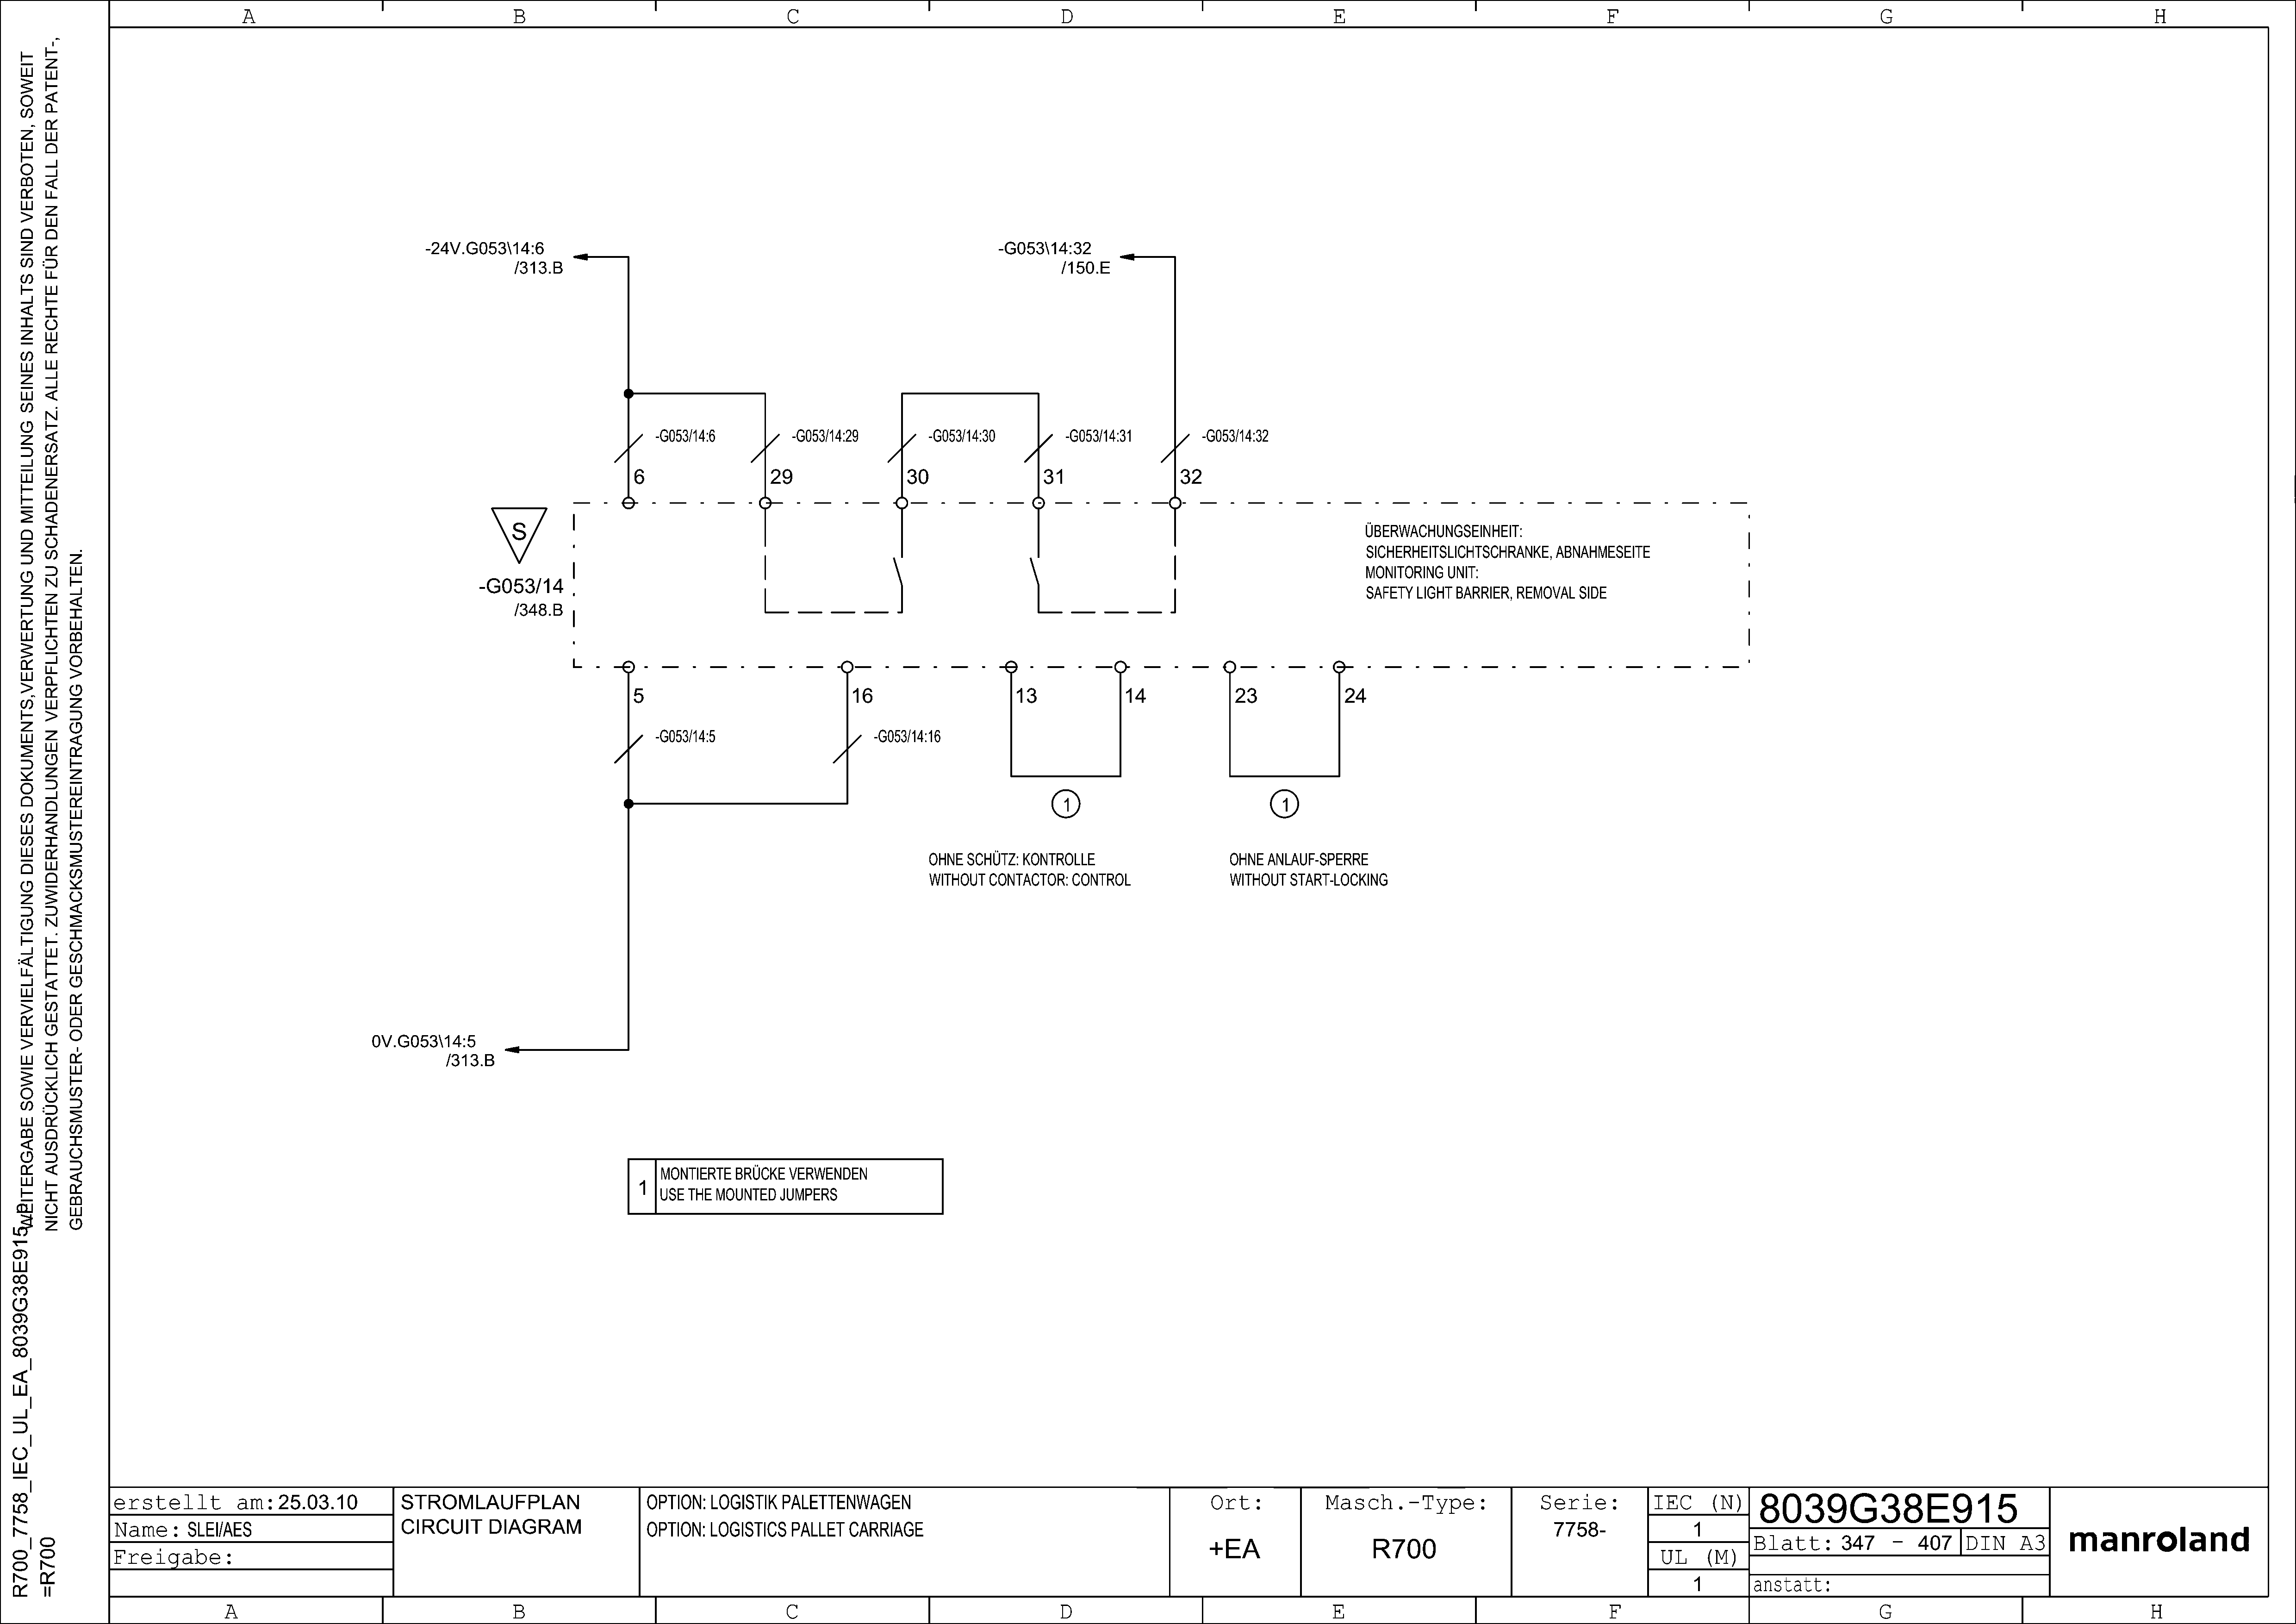 A B C D E F G H
WEITERGABE SOWIE VERVIELFÄLTIGUNG DIESES DOKUMENTS,VERWERTUNG UND MITTEILUNG SEINES INHALTS SIND VERBOTEN, SOWEIT
NICHT AUSDRÜCKLICH GESTATTET. ZUWIDERHANDLUNGEN VERPFLICHTEN ZU SCHADENERSATZ. ALLE RECHTE FÜR DEN FALL DER PATENT-,
GEBRAUCHSMUSTER- ODER GESCHMACKSMUSTEREINTRAGUNG VORBEHALTEN.
-24V.G053\14:6
/313.B
-G053\14:32
/150.E
-G053/14:6 -G053/14:29 -G053/14:30 -G053/14:31 -G053/14:32
6 29 30 31 32
S
-G053/14
/348.B
ÜBERWACHUNGSEINHEIT:
SICHERHEITSLICHTSCHRANKE, ABNAHMESEITE
MONITORING UNIT:
SAFETY LIGHT BARRIER, REMOVAL SIDE
5 16 13 14 23 24
-G053/14:5 -G053/14:16
1 1
OHNE SCHÜTZ: KONTROLLE
WITHOUT CONTACTOR: CONTROL
OHNE ANLAUF-SPERRE
WITHOUT START-LOCKING
0V.G053\14:5
/313.B
1
MONTIERTE BRÜCKE VERWENDEN
USE THE MOUNTED JUMPERS
R700_7758_IEC_UL_EA_8039G38E915_D
=R700
erstellt am: 25.03.10
Name: SLEI/AES
Freigabe:
STROMLAUFPLAN
CIRCUIT DIAGRAM
OPTION: LOGISTIK PALETTENWAGEN
OPTION: LOGISTICS PALLET CARRIAGE
Ort:
+EA
Masch.-Type:
R700
Serie:
7758-
IEC (N)
1
UL (M)
1
8039G38E915
Blatt: 347 - 407 DIN A3
anstatt:
manroland
A B C D E F G H